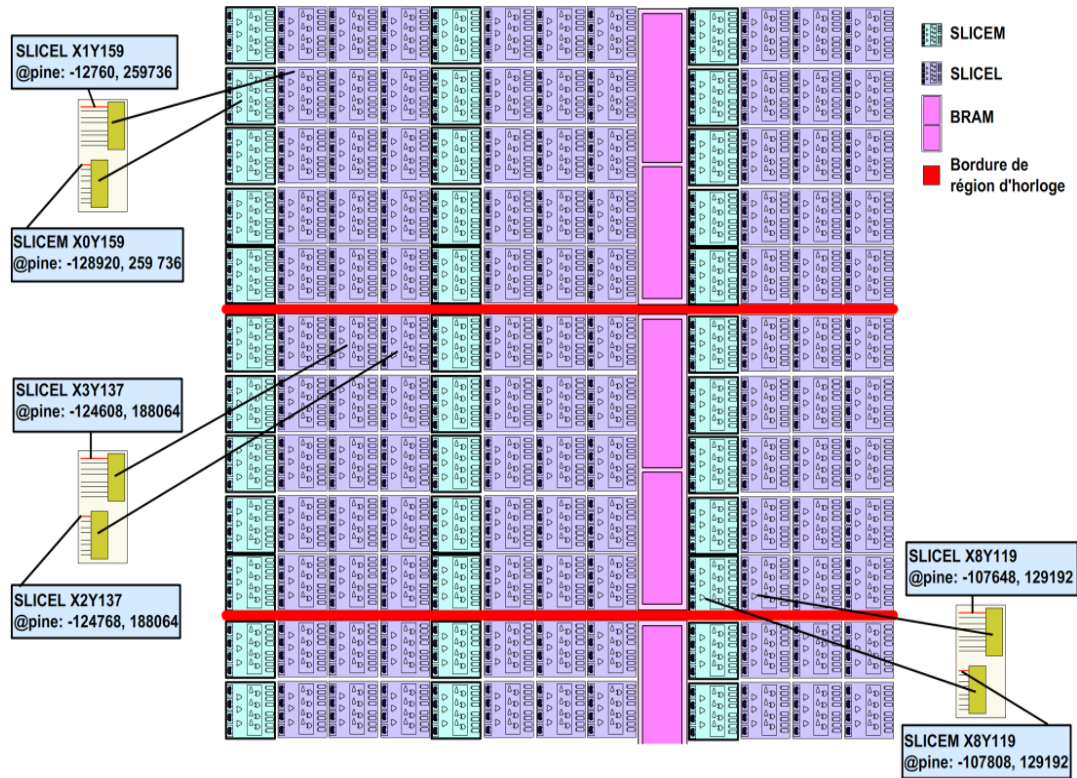 SLICEL X1Y159
@pine: -12760, 259736
SLICEM X0Y159
@pine: -128920, 259 736
SLICEL X3Y137
@pine: -124608, 188064
SLICEL X2Y137
@pine: -124768, 188064
SLICEM
SLICEL
BRAM
Bordure de
région d'horloge
SLICEL X8Y119
@pine: -107648, 129192
SLICEM X8Y119
@pine: -107808, 129192